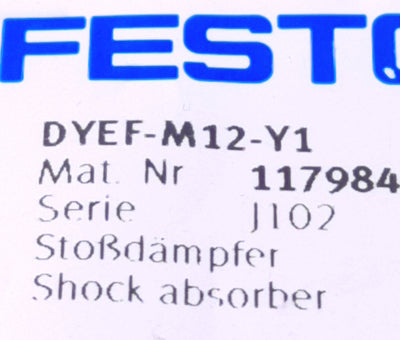 FESTO
DYEF-M12-Y1
Mat. Nr 117984
Serie J102
Stoßdämpfer
Shock absorber